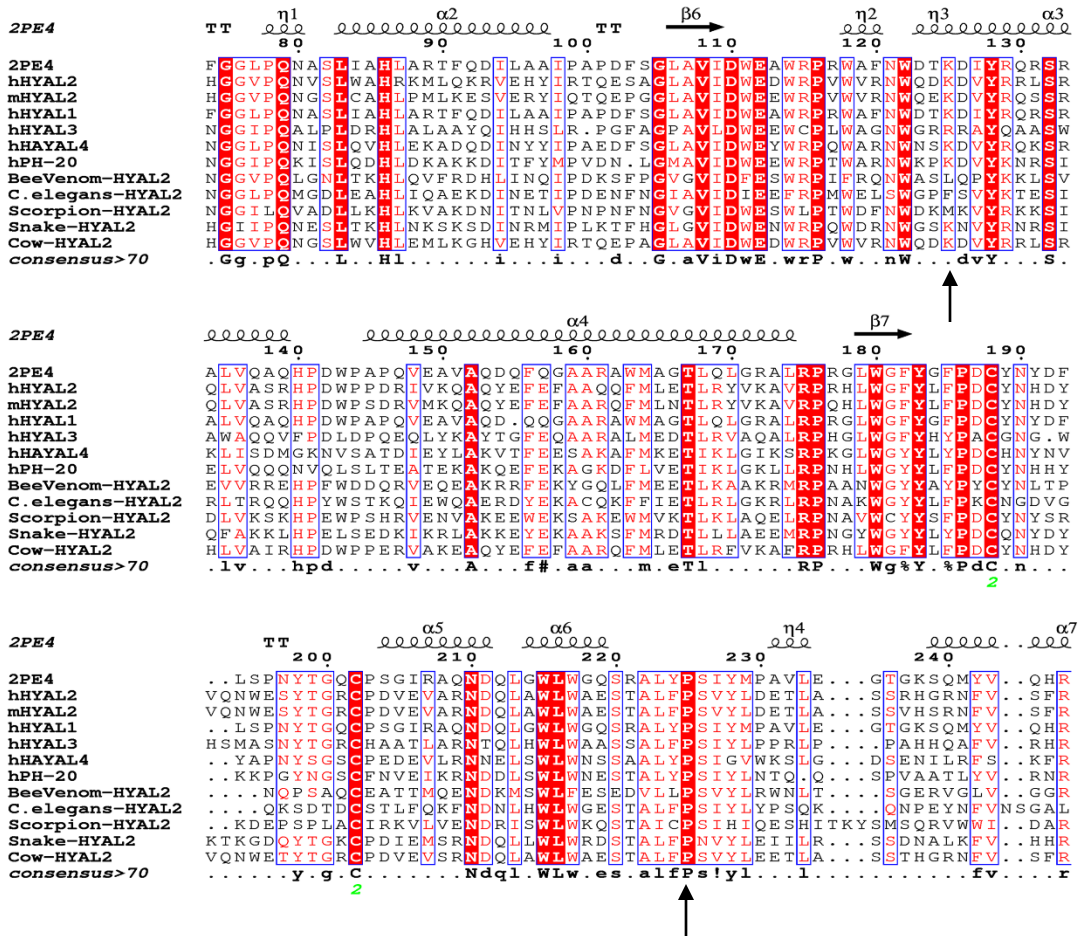 2PE4 TT η1 α2 TT β6 η2 η3 α3
80 90 100 110 120 130
2PE4 FGGLPQNASLIAHLARTFQDILAAIPAPDFSGLAVIDWEAWRPRWAFNWDTKDIYRQRSR
hHYAL2 GGGVPQNVSLWAHRKMLQKRVEHYIRTQESAGLAVIDWEDWRPVWVRNWQDKDVYRRLSR
mHYAL2 HGGVPQNGSLCAHLPMLKESVERYIQTQEPGGLAVIDWEEWRPVWVRNWQEKDVYRQSSR
hHYAL1 FGGLPQNASLIAHLARTFQDILAAIPAPDFSGLAVIDWEAWRPRWAFNWDTKDIYRQRSR
hHYAL3 NGGIPQALPLDRHLALAAYQIHHSLR.PGFAGPAVLDWEEWCPLWAGNWGRRRAYQAASW
hHAYAL4 NGGIPQNISLQVHLEKADQDINYYIPAEDFSGLAVIDWEYWRPQWARNWNSKDVYRQKSR
hPH-20 NGGIPQKISLQDHLDKAKKDITFYMPVDN.LGMAVIDWEEWRPTWARNWKPKDVYKNRSI
BeeVenom-HYAL2 VGGVPQLGNLTKHLQVFRDHLINQIPDKSFPGVGVIDFESWRPIFRQNWASLQPYKKLSV
C.elegans-HYAL2 NGGLPQMGDLEAHLIQAEKDINETIPDENFNGIAVIDIEEFRPMWELSWGPFSVYKTESI
Scorpion-HYAL2 NGGILQVADLLKHLKVAKDNITNLVPNPNFNGVGVIDWESWLPTWDFNWDKMKVYRKKSI
Snake-HYAL2 HGIIPQNESLTKHLNKSKSDINRMIPLKTFHGLGVIDWENWRPQWDRNWGSKNVYRNRSI
Cow-HYAL2 HGGVPQNGSLWVHLEMLKGHVEHYIRTQEPAGLAVIDWEDWRPVWVRNWQSKDVYRRLSR
consensus>70 .Gg.pQ...L..Hl.......i...i..d..G.aViDwE.wrP.w..nW...dvY....S.
2PE4 α4 β7
140 150 160 170 180 190
2PE4 ALVQAQHPDWPAPQVEAVAQDQFQGAARAWMAGTLQLGRALRPRGLWGFYGFPDCYNYDF
hHYAL2 QLVASRHPDWPPDRIVKQAQYEFEFAAQQFMLETLRYVKAVRPRHLWGFYLFPDCYNHDY
mHYAL2 QLVASRHPDWPSDRVMKQAQYEFEFAARQFMLNTLRYVKAVRPQHLWGFYLFPDCYNHDY
hHYAL1 ALVQAQHPDWPAPQVEAVAQD.QQGAARAWMAGTLQLGRALRPRGLWGFYGFPDCYNYDF
hHYAL3 AWAQQVFPDLDPQEQLYKAYTGFEQAARALMEDTLRVAQALRPHGLWGFYHYPACGNG.W
hHAYAL4 KLISDMGKNVSATDIEYLAKVTFEESAKAFMKETIKLGIKSRPKGLWGYYLYPDCHNYNV
hPH-20 ELVQQQNVQLSLTEATEKAKQEFEKAGKDFLVETIKLGKLLRPNHLWGYYLFPDCYNHHY
BeeVenom-HYAL2 EVVRREHPFWDDQRVEQEAKRRFEKYGQLFMEETLKAAKRMRPAANWGYYAYPYCYNLTP
C.elegans-HYAL2 RLTRQQHPYWSTKQIEWQAERDYEKACQKFFIETLRLGKRLRPNAKWGYYLFPKCNGDVG
Scorpion-HYAL2 DLVKSKHPEWPSHRVENVAKEEWEKSAKEWMVKTLKLAQELRPNAVWCYYSFPDCYNYSR
Snake-HYAL2 QFAKKLHPELSEDKIKRLAKKEYEKAAKSFMRDTLLLAEEMRPNGYWGYYLYPDCYNYDY
Cow-HYAL2 HLVAIRHPDWPPERVAKEAQYEFEFAARQFMLETLRFVKAFRPRHLWGFYLFPDCYNHDY
consensus>70 .lv...hpd.....v...A....f#..aa...m.eTl.......RP...Wg%Y.%PdC.n....
2
2PE4 TT α5 α6 η4 α7
200 210 220 230 240
2PE4 ..LSPNYTGQCPSGIRAQNDQLGWLWGQSRALYPSIYMPAVLE...GTGKSQMYV..QHR
hHYAL2 VQNWESYTGRCPDVEVARNDQLAWLWAESTALFPSVYLDETLA...SSRHGRNFV..SFR
mHYAL2 VQNWESYTGRCPDVEVARNDQLAWLWAESTALFPSVYLDETLA...SSVHSRNFV..SFR
hHYAL1 ..LSPNYTGQCPSGIRAQNDQLGWLWGQSRALYPSIYMPAVLE...GTGKSQMYV..QHR
hHYAL3 HSMASNYTGRCHAATLARNTQLHWLWAASSALFPSIYLPPRLP...PAHHQAFV..RHR
hHAYAL4 ..YAPNYSGSCPEDEVLRNNELSWLWNSSAALYPSIGVWKSLG...DSENILRFS..KFR
hPH-20 ..KKPGYNGSCFNVEIKRNDDLSWLWNESTALYPSIYLNTQ.Q...SPVAATLYV..RNR
BeeVenom-HYAL2 ...NQPSAQCEATTMQENDKMSWLFESEDVLLPSVYLRWNLT...SGERVGLV..GGR
C.elegans-HYAL2 ..QKSDTDCSTLFQKFNDNLHWLWGESTALFPSIYLYPSQK...QNPEYNFVNSGAL
Scorpion-HYAL2 ..KDEPSPLACIRKVLVENDRISWLWKQSTAICPSIHIQESHITKYSMSQRVWWI.DAR
Snake-HYAL2 KTKGDQYTGKCPDIEMSRNDQLLWLWRDSTALFPNVYLEIILR...SSDNALKFV..HHR
Cow-HYAL2 VQNWETYTGRCPDVEVSRNDQLAWLWAESTALFPSVYLEETLA...SSTHGRNFV..SFR
consensus>70 ......y.g.C.......Ndql.WLw.es.alfPs!yl...l...........fv....r
2